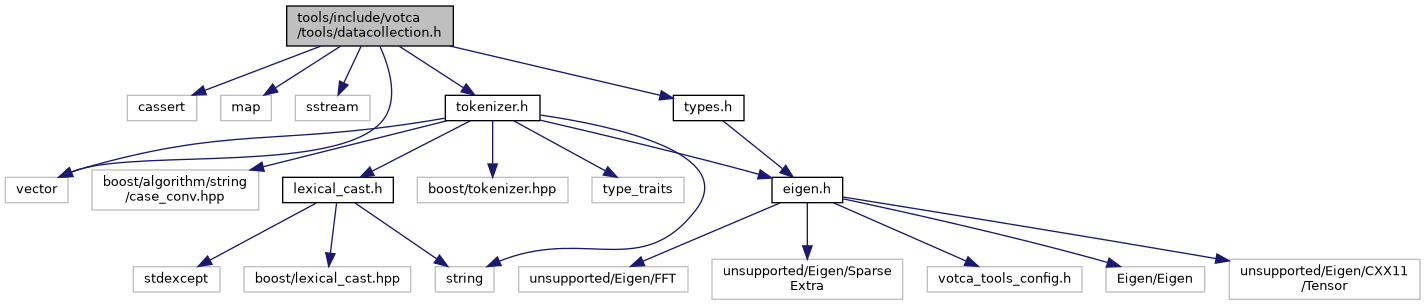 tools/include/votca
/tools/datacollection.h
cassert
map
sstream
tokenizer.h
types.h
vector
boost/algorithm/string
/case_conv.hpp
lexical_cast.h
boost/tokenizer.hpp
type_traits
eigen.h
stdexcept
boost/lexical_cast.hpp
string
unsupported/Eigen/FFT
unsupported/Eigen/Sparse
Extra
votca_tools_config.h
Eigen/Eigen
unsupported/Eigen/CXX11
/Tensor